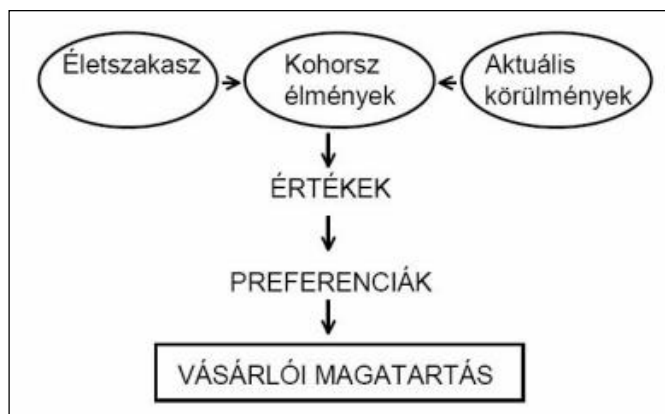 Életszakasz
Kohorsz
élmények
Aktuális
körülmények
ÉRTÉKEK
PREFERENCIÁK
VÁSÁRLÓI MAGATARTÁS